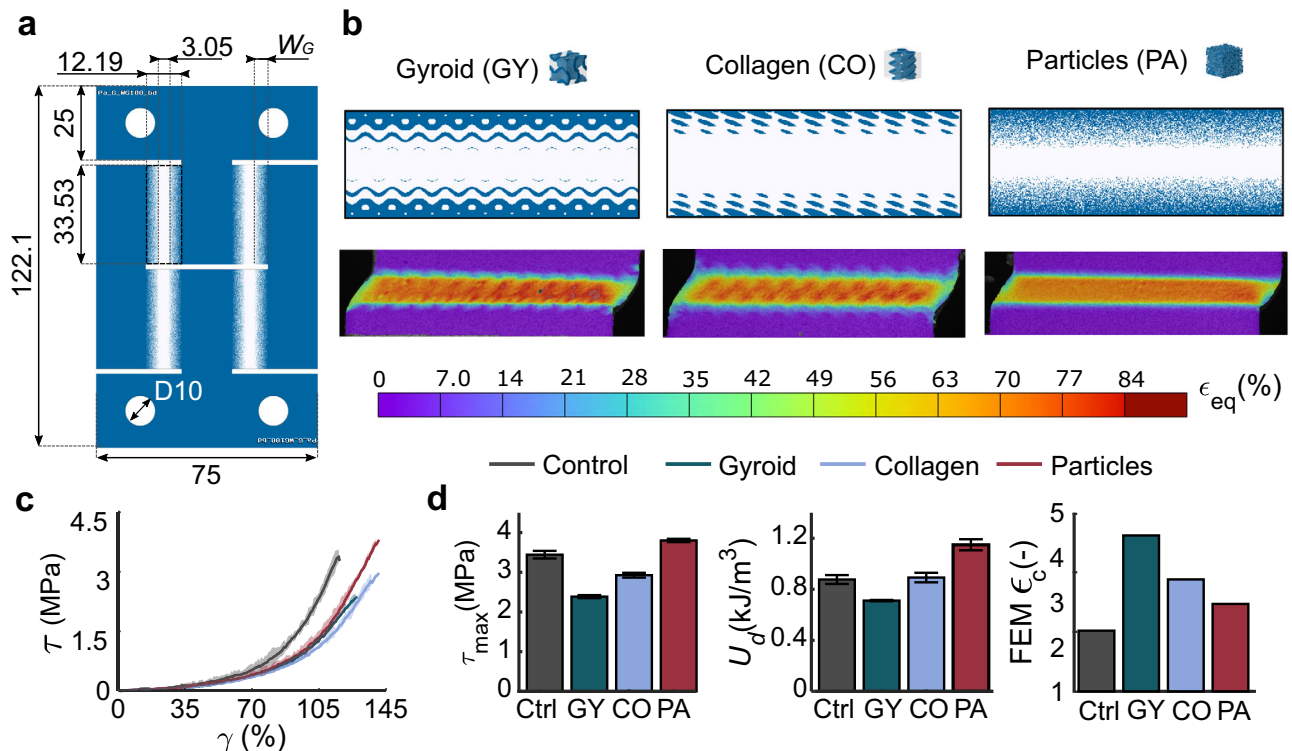 a
3.05
W_G
12.19
Pa_G_WG100_bd
25
33.53
122.1
D10
Pa_G_WG100_bd
75
b
Gyroid (GY)
Collagen (CO)
Particles (PA)
0 7.0 14 21 28 35 42 49 56 63 70 77 84
ϵ_eq(%)
Control Gyroid Collagen Particles
c
4.5
3
1.5
0
τ (MPa)
0 35 70 105 145
γ (%)
d
τ_max(MPa)
4
3
2
1
0
Ctrl GY CO PA
U_d(kJ/m³)
1.2
0.8
0.4
0
Ctrl GY CO PA
FEM ϵ_c(-)
5
4
3
2
1
Ctrl GY CO PA